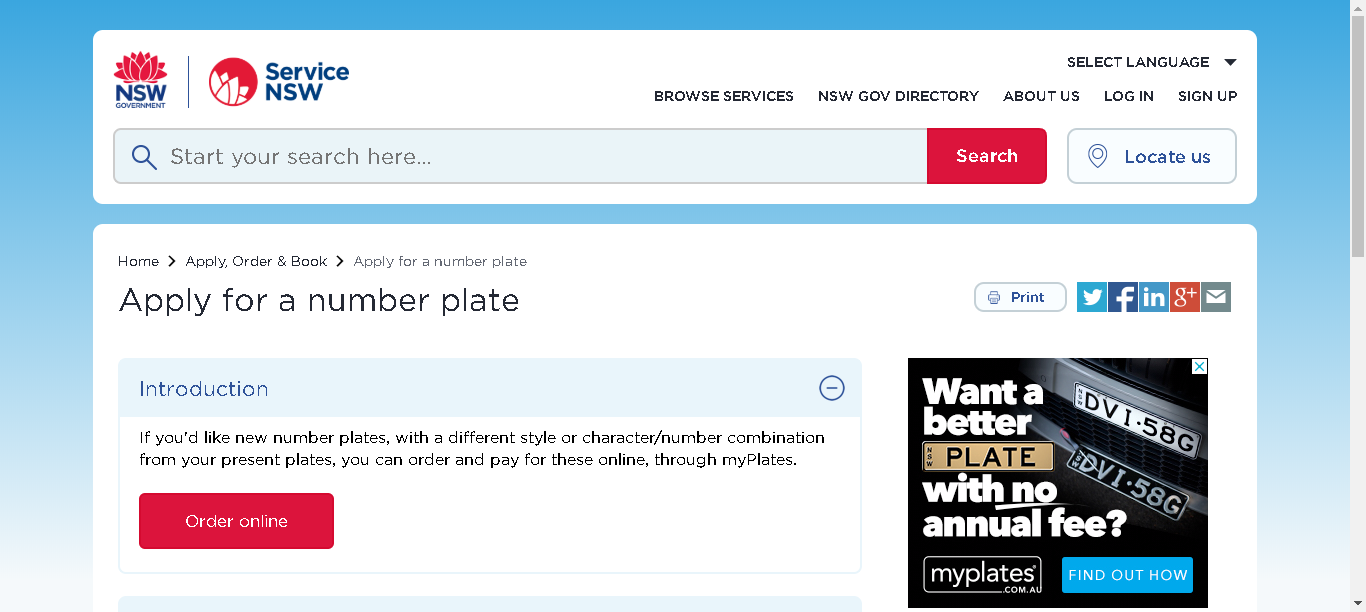 NSW
GOVERNMENT
Service
NSW
SELECT LANGUAGE
BROWSE SERVICES NSW GOV DIRECTORY ABOUT US LOG IN SIGN UP
Start your search here...
Search
Locate us
Home Apply, Order & Book Apply for a number plate
Apply for a number plate
Print
in
g+
Introduction
If you'd like new number plates, with a different style or character/number combination
from your present plates, you can order and pay for these online, through myPlates.
Order online
Want a
better
NSW PLATE
with no
annual fee?
NSW DVI·58G
NSW DVI·58G
myplates
.COM.AU
FIND OUT HOW